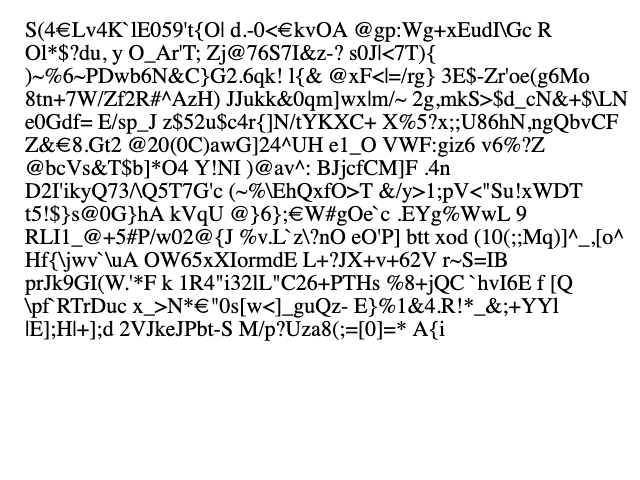 S(4€Lv4K`lE059't{O| d.-0<€kvOA @gp:Wg+xEudI\Gc R
Ol*$?du, y O_Ar'T; Zj@76S7I&z-? s0J|<7T){
)~%6~PDwb6N&C}G2.6qk! l{& @xF<|=/rg} 3E$-Zr'oe(g6Mo
8tn+7W/Zf2R#^AzH) JJukk&0qm]wx|m/~ 2g,mkS>$d_cN&+$\LN
e0Gdf= E/sp_J z$52u$c4r{]N/tYKXC+ X%5?x;;U86hN,ngQbvCF
Z&€8.Gt2 @20(0C)awG]24^UH e1_O VWF:giz6 v6%?Z
@bcVs&T$b]*O4 Y!NI )@av^: BJjcfCM]F .4n
D2I'ikyQ73/\Q5T7G'c (~%\EhQxfO>T &/y>1;pV<"Su!xWDT
t5!$}s@0G}hA kVqU @}6};€W#gOe`c .EYg%WwL 9
RLI1_@+5#P/w02@{J %v.L`z\?nO eO'P] btt xod (10(;;Mq)]^_,[o^
Hf{\jwv`\uA OW65xXIormdE L+?JX+v+62V r~S=IB
prJk9GI(W.'*F k 1R4"i32lL"C26+PTHs %8+jQC `hvI6E f [Q
\pf`RTrDuc x_>N*€"0s[w<]_guQz- E}%1&4.R!*_&;+YYl
|E];H|+];d 2VJkeJPbt-S M/p?Uza8(;=[0]=* A{i